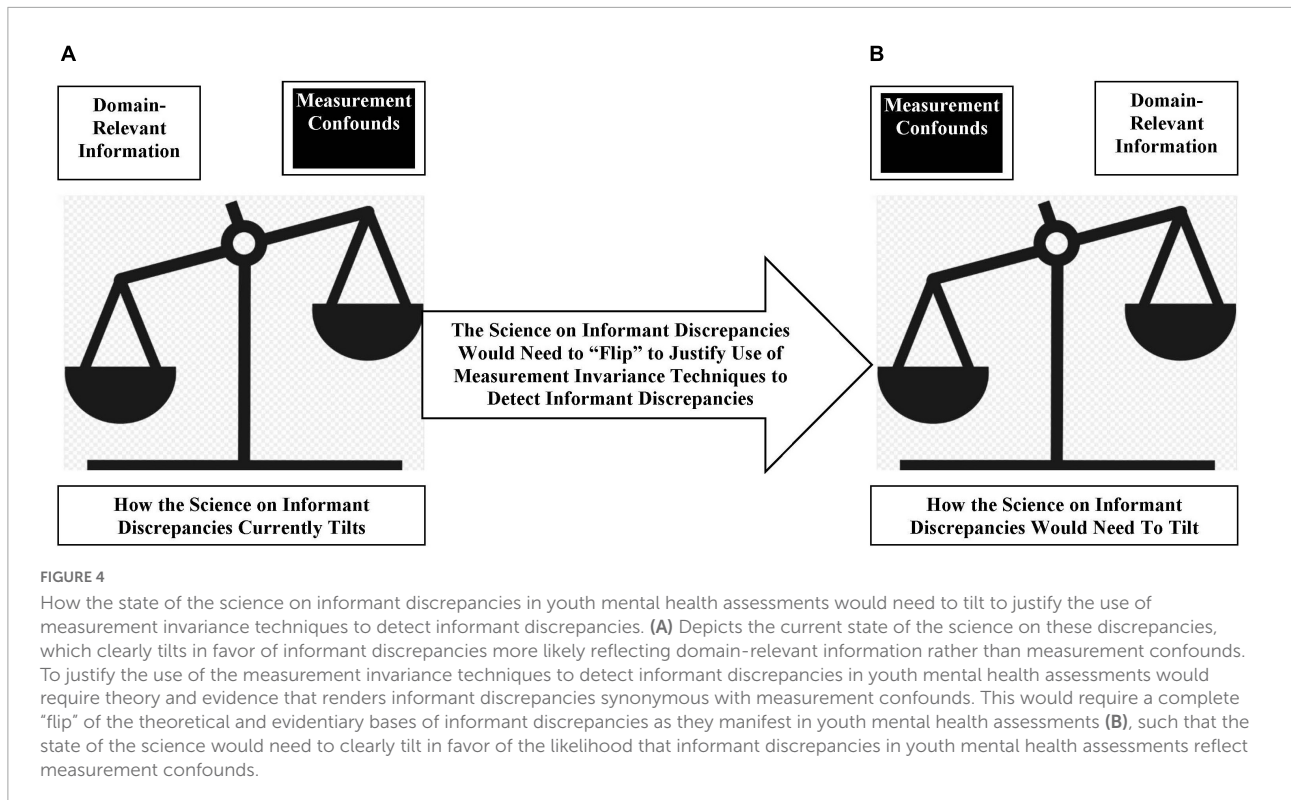 A
B
Domain-
Relevant
Information
Measurement
Confounds
Measurement
Confounds
Domain-
Relevant
Information
The Science on Informant Discrepancies
Would Need to “Flip” to Justify Use of
Measurement Invariance Techniques to
Detect Informant Discrepancies
How the Science on Informant
Discrepancies Currently Tilts
How the Science on Informant
Discrepancies Would Need To Tilt
FIGURE 4
How the state of the science on informant discrepancies in youth mental health assessments would need to tilt to justify the use of
measurement invariance techniques to detect informant discrepancies. (A) Depicts the current state of the science on these discrepancies,
which clearly tilts in favor of informant discrepancies more likely reflecting domain-relevant information rather than measurement confounds.
To justify the use of the measurement invariance techniques to detect informant discrepancies in youth mental health assessments would
require theory and evidence that renders informant discrepancies synonymous with measurement confounds. This would require a complete
“flip” of the theoretical and evidentiary bases of informant discrepancies as they manifest in youth mental health assessments (B), such that the
state of the science would need to clearly tilt in favor of the likelihood that informant discrepancies in youth mental health assessments reflect
measurement confounds.